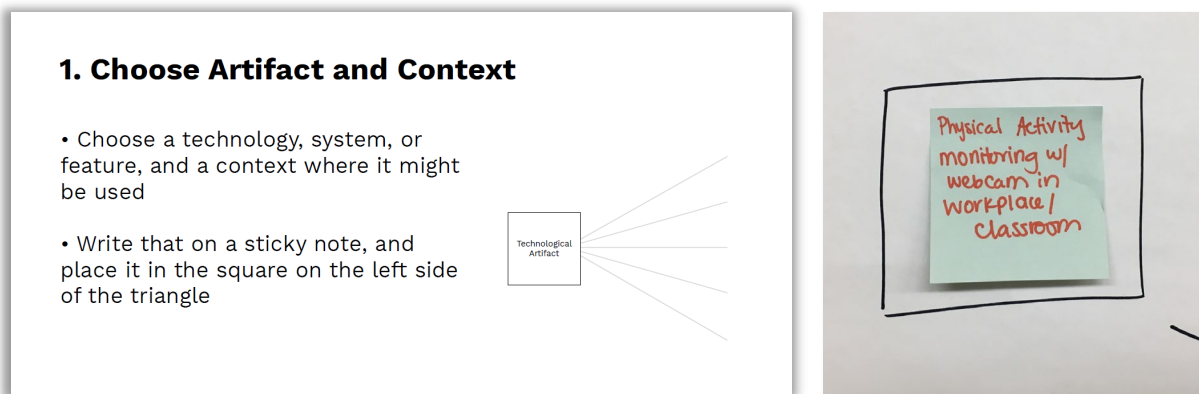 1. Choose Artifact and Context
• Choose a technology, system, or
feature, and a context where it might
be used
• Write that on a sticky note, and
place it in the square on the left side
of the triangle
Technological
Artifact
Physical Activity
monitoring w/
webcam in
workplace/
classroom